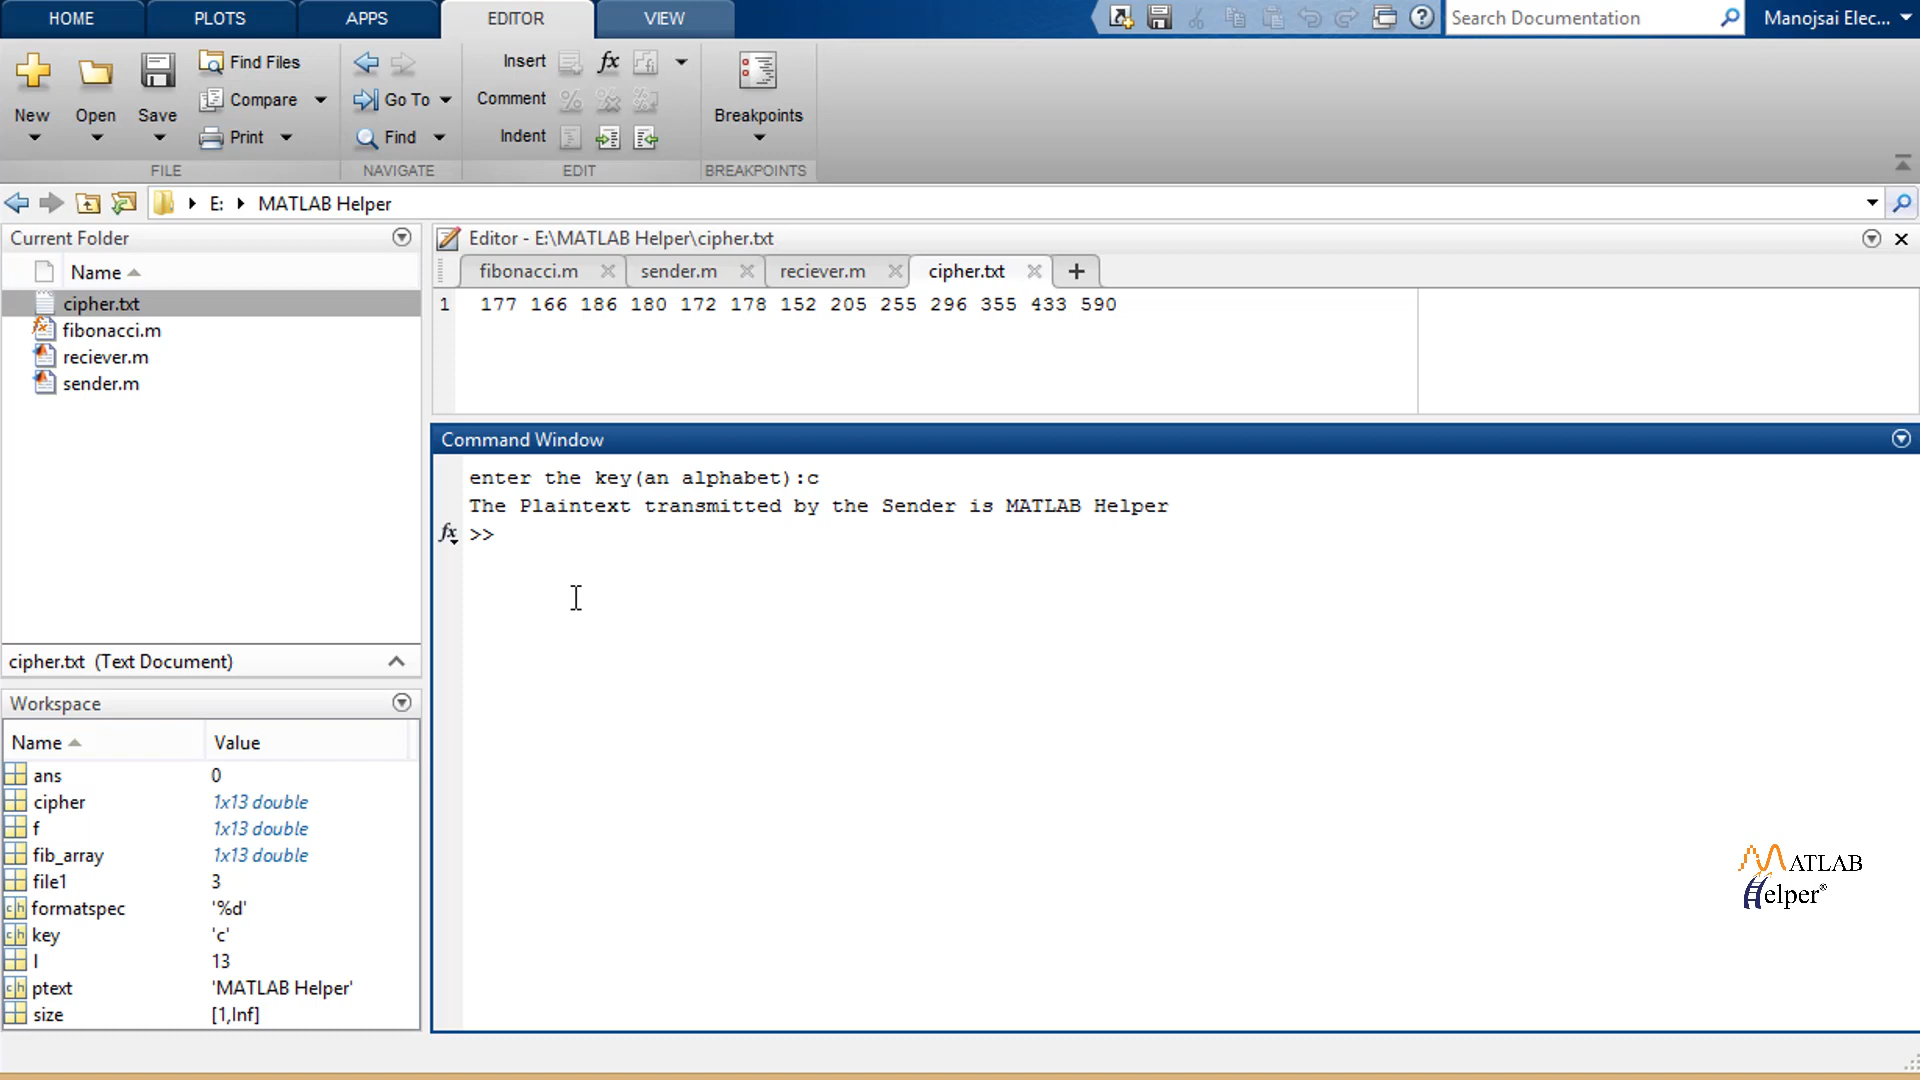 HOME PLOTS APPS EDITOR VIEW Search Documentation Manojsai Elec...
New Open Save Find Files Compare Print
Go To Find
Insert fx
Comment
Indent
Breakpoints
FILE NAVIGATE EDIT BREAKPOINTS
E: MATLAB Helper
Current Folder
Name
cipher.txt
fibonacci.m
reciever.m
sender.m
cipher.txt (Text Document)
Workspace
Name Value
ans 0
cipher 1x13 double
f 1x13 double
fib_array 1x13 double
file1 3
formatspec '%d'
key 'c'
l 13
ptext 'MATLAB Helper'
size [1,Inf]
Editor - E:\MATLAB Helper\cipher.txt
fibonacci.m sender.m reciever.m cipher.txt
1 177 166 186 180 172 178 152 205 255 296 355 433 590
Command Window
enter the key(an alphabet):c
The Plaintext transmitted by the Sender is MATLAB Helper
fx >>
MATLAB
Helper®